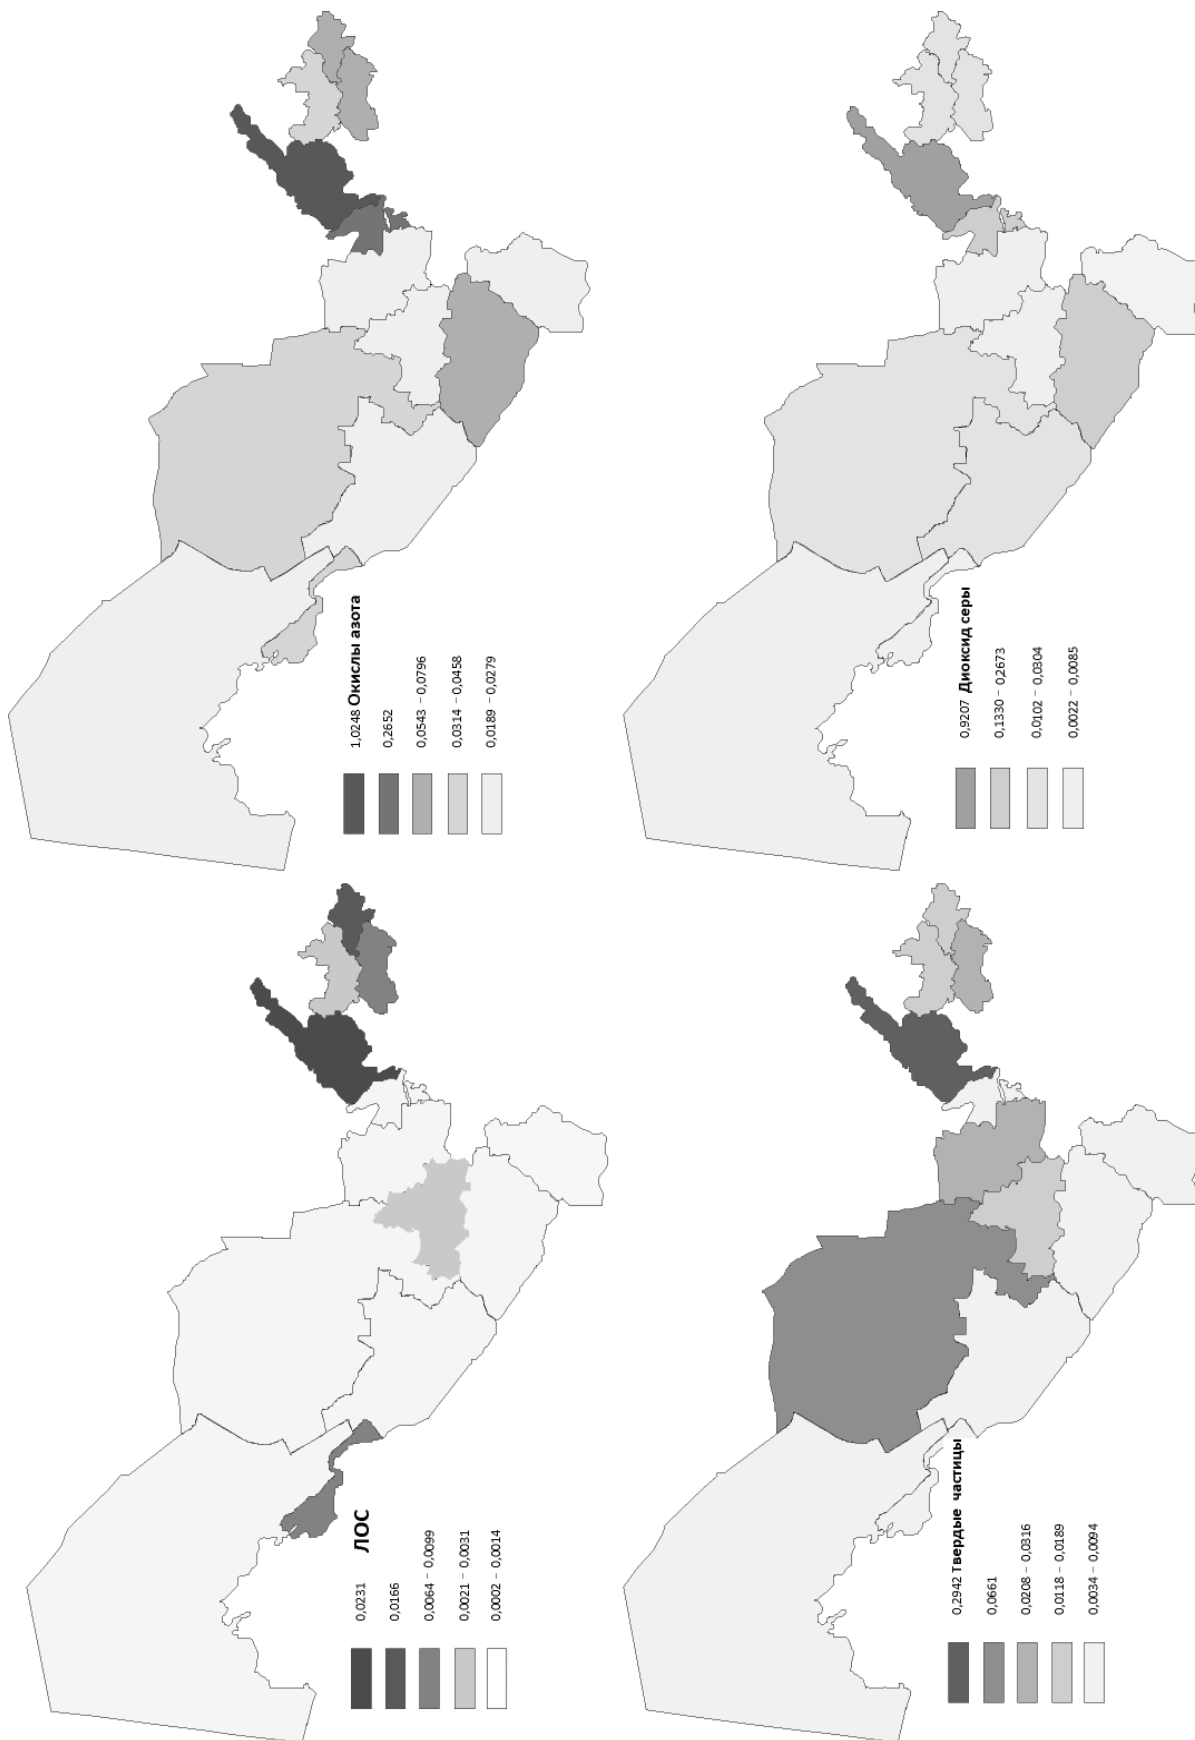 1,0248 Окислы азота
0,2652
0,0543 – 0,0796
0,0314 – 0,0458
0,0189 – 0,0279
0,9207 Диоксид серы
0,1330 – 0,2673
0,0102 – 0,0304
0,0022 – 0,0085
ЛОС
0,0231
0,0166
0,0064 – 0,0099
0,0021 – 0,0031
0,0002 – 0,0014
0,2942 Твердые частицы
0,0661
0,0208 – 0,0316
0,0118 – 0,0189
0,0034 – 0,0094